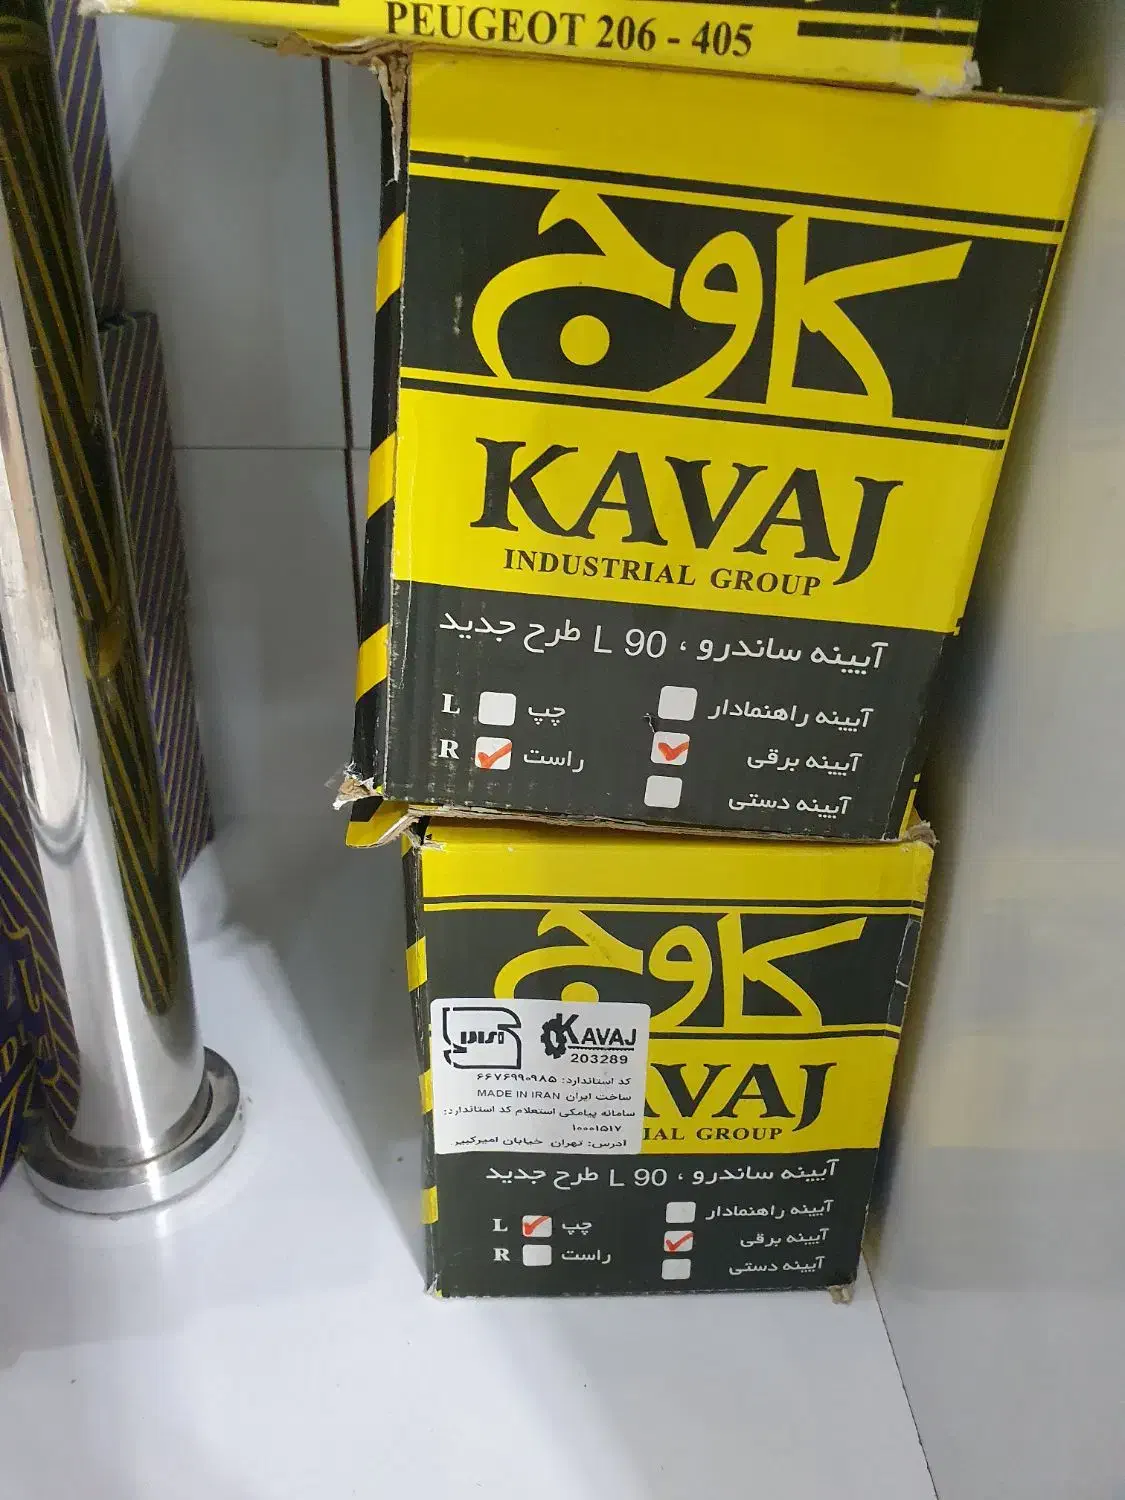 PEUGEOT 206 - 405
کاوج
KAVAJ
INDUSTRIAL GROUP
آیینه ساندرو ، L 90 طرح جدید
آیینه راهنمادار
چپ L
آیینه برقی
راست R
آیینه دستی
کاوج
KAVAJ
203289
کد استاندارد: ۶۶۷۶۹۹۰۹۸۵
ساخت ایران MADE IN IRAN
سامانه پیامکی استعلام کد استاندارد:
۱۰۰۰۱۵۱۷
آدرس: تهران خیابان امیرکبیر
AVAJ
IAL GROUP
آیینه ساندرو ، L 90 طرح جدید
آیینه راهنمادار
چپ L
آیینه برقی
راست R
آیینه دستی